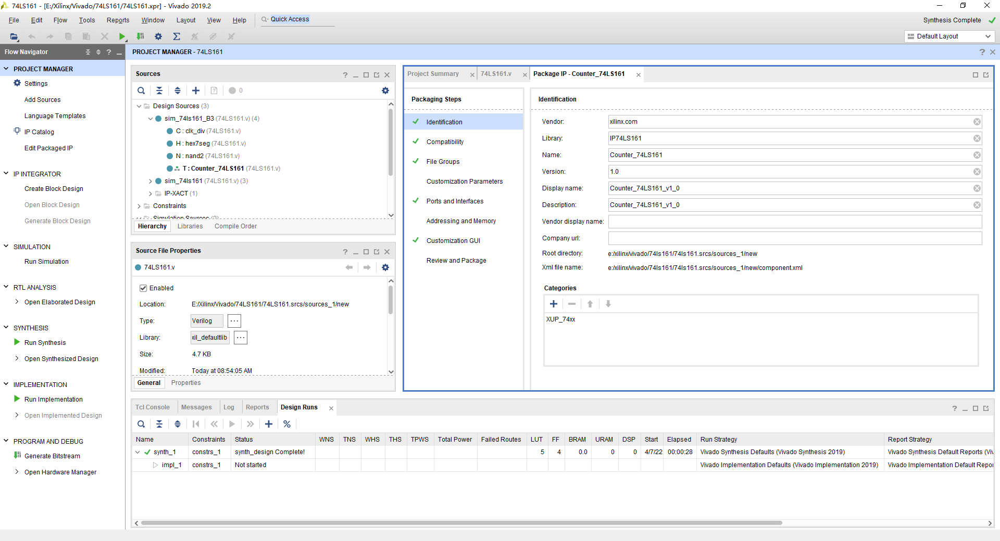 74LS161 - [E:/Xilinx/Vivado/74LS161/74LS161.xpr] - Vivado 2019.2
File Edit Flow Tools Reports Window Layout View Help Quick Access
Synthesis Complete
Default Layout
Flow Navigator
PROJECT MANAGER
Settings
Add Sources
Language Templates
IP Catalog
Edit Packaged IP
IP INTEGRATOR
Create Block Design
Open Block Design
Generate Block Design
SIMULATION
Run Simulation
RTL ANALYSIS
Open Elaborated Design
SYNTHESIS
Run Synthesis
Open Synthesized Design
IMPLEMENTATION
Run Implementation
Open Implemented Design
PROGRAM AND DEBUG
Generate Bitstream
Open Hardware Manager
PROJECT MANAGER - 74LS161
Sources
0
Design Sources (3)
sim_74ls161_B3 (74LS161.v) (4)
C : clk_div (74LS161.v)
H : hex7seg (74LS161.v)
N : nand2 (74LS161.v)
T : Counter_74LS161 (74LS161.v)
sim_74ls161 (74LS161.v) (3)
IP-XACT (1)
Constraints
Simulation Sources (2)
Hierarchy Libraries Compile Order
Source File Properties
74LS161.v
Enabled
Location: E:/Xilinx/Vivado/74LS161/74LS161.srcs/sources_1/new
Type: Verilog ...
Library: xil_defaultlib ...
Size: 4.7 KB
Modified: Today at 08:54:05 AM
General Properties
Project Summary 74LS161.v Package IP - Counter_74LS161
Packaging Steps
Identification
Compatibility
File Groups
Customization Parameters
Ports and Interfaces
Addressing and Memory
Customization GUI
Review and Package
Identification
Vendor: xilinx.com
Library: IP74LS161
Name: Counter_74LS161
Version: 1.0
Display name: Counter_74LS161_v1_0
Description: Counter_74LS161_v1_0
Vendor display name:
Company url:
Root directory: e:/xilinx/vivado/74ls161/74ls161.srcs/sources_1/new
Xml file name: e:/xilinx/vivado/74ls161/74ls161.srcs/sources_1/new/component.xml
Categories
XUP_74xx
Tcl Console Messages Log Reports Design Runs
Name Constraints Status WNS TNS WHS THS TPWS Total Power Failed Routes LUT FF BRAM URAM DSP Start Elapsed Run Strategy Report Strategy
synth_1 constrs_1 synth_design Complete! 5 4 0.0 0 0 4/7/22 00:00:28 Vivado Synthesis Defaults (Vivado Synthesis 2019) Vivado Synthesis Default Reports (Viv
impl_1 constrs_1 Not started Vivado Implementation Defaults (Vivado Implementation 2019) Vivado Implementation Default Repor